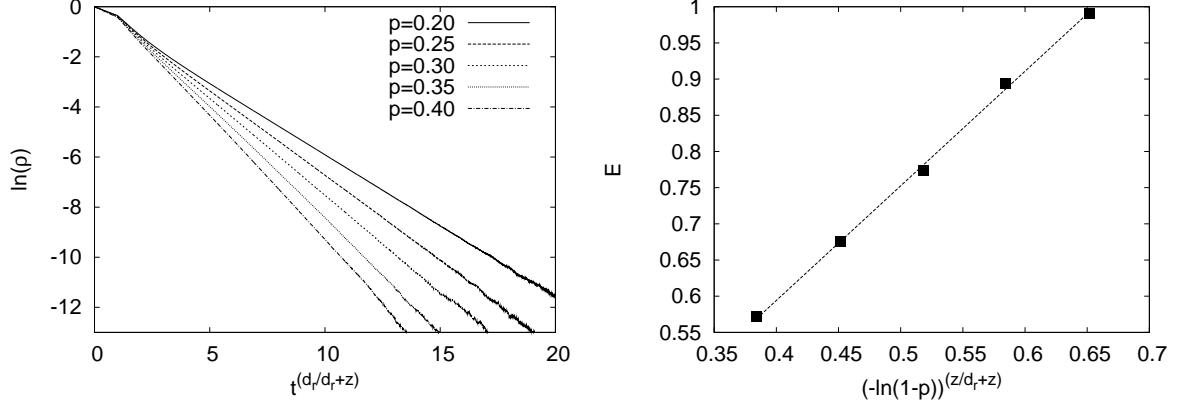 0
-2
-4
-6
-8
-10
-12
ln(ρ)
0 5 10 15 20
t^(d_r/d_r+z)
p=0.20
p=0.25
p=0.30
p=0.35
p=0.40
1
0.95
0.9
0.85
0.8
0.75
0.7
0.65
0.6
0.55
E
0.35 0.4 0.45 0.5 0.55 0.6 0.65 0.7
(-ln(1-p))^(z/d_r+z)